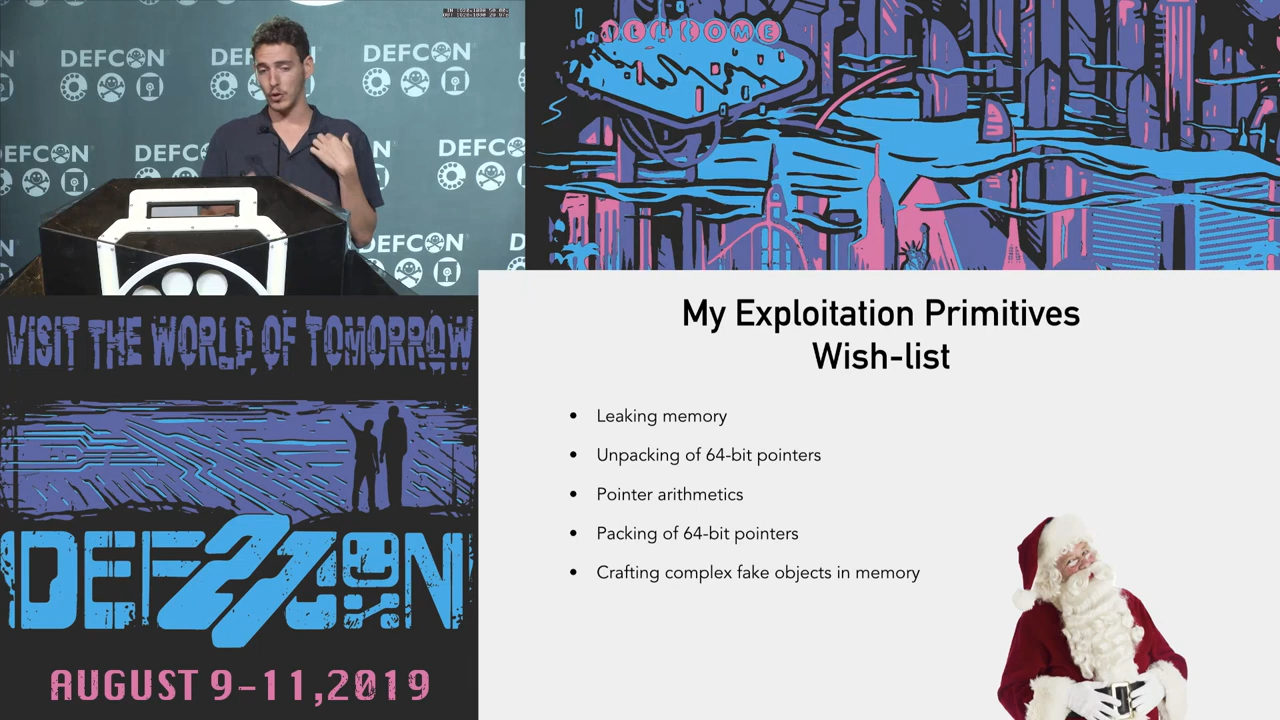 DEFCON
DEFCON
DEFCON
DEFCON
DEFCON
DEFCON
WELCOME
VISIT THE WORLD OF TOMORROW
DEFCON
27
AUGUST 9-11,2019
My Exploitation Primitives
Wish-list
• Leaking memory
• Unpacking of 64-bit pointers
• Pointer arithmetics
• Packing of 64-bit pointers
• Crafting complex fake objects in memory